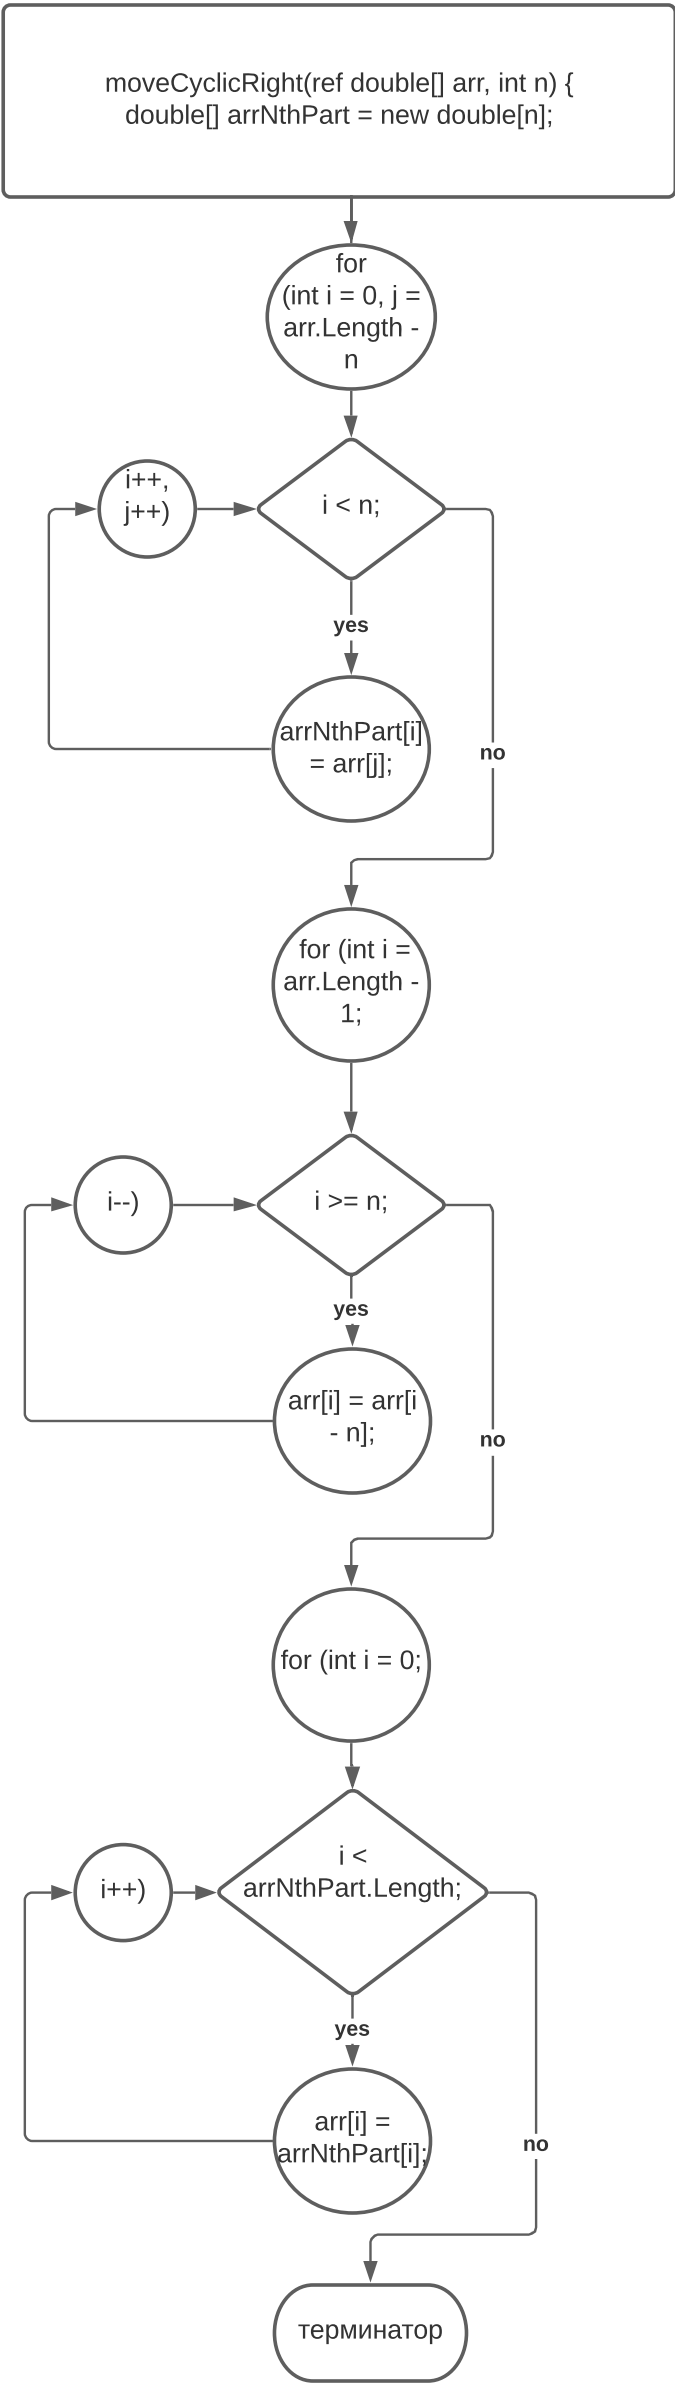 moveCyclicRight(ref double[] arr, int n) {
double[] arrNthPart = new double[n];
for
(int i = 0, j =
arr.Length -
n
i++,
j++)
i < n;
yes
arrNthPart[i]
= arr[j];
no
for (int i =
arr.Length -
1;
i--)
i >= n;
yes
arr[i] = arr[i
- n];
no
for (int i = 0;
i++)
i <
arrNthPart.Length;
yes
arr[i] =
arrNthPart[i];
no
терминатор